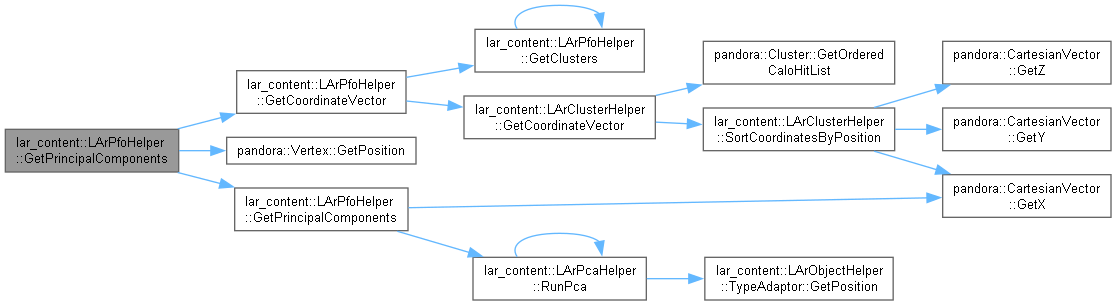 lar_content::LArPfoHelper
::GetPrincipalComponents
lar_content::LArPfoHelper
::GetCoordinateVector
pandora::Vertex::GetPosition
lar_content::LArPfoHelper
::GetPrincipalComponents
lar_content::LArPfoHelper
::GetClusters
lar_content::LArClusterHelper
::GetCoordinateVector
lar_content::LArPcaHelper
::RunPca
pandora::Cluster::GetOrdered
CaloHitList
lar_content::LArClusterHelper
::SortCoordinatesByPosition
lar_content::LArObjectHelper
::TypeAdaptor::GetPosition
pandora::CartesianVector
::GetZ
pandora::CartesianVector
::GetY
pandora::CartesianVector
::GetX